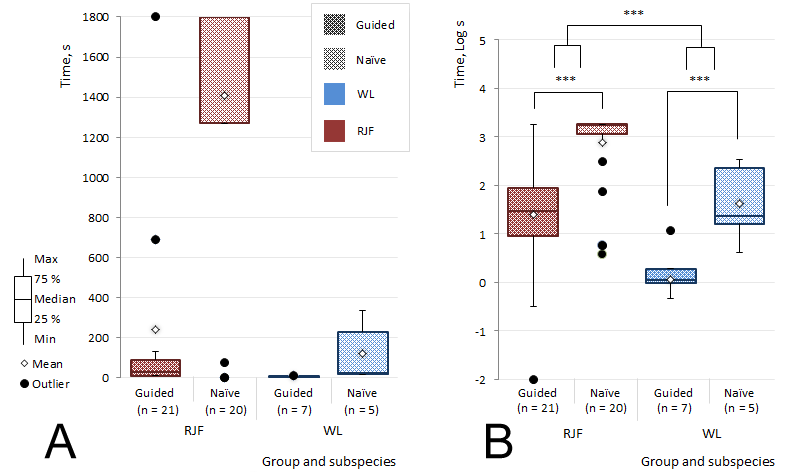 Time, s
1800
1600
1400
1200
1000
800
600
400
200
0
Guided
Naïve
WL
RJF
Max
75 %
Median
25 %
Min
Mean
Outlier
Guided
(n = 21)
Naïve
(n = 20)
Guided
(n = 7)
Naïve
(n = 5)
RJF
WL
Group and subspecies
A
Time, Log s
5
4
3
2
1
0
-1
-2
***
***
***
Guided
(n = 21)
Naïve
(n = 20)
Guided
(n = 7)
Naïve
(n = 5)
RJF
WL
Group and subspecies
B